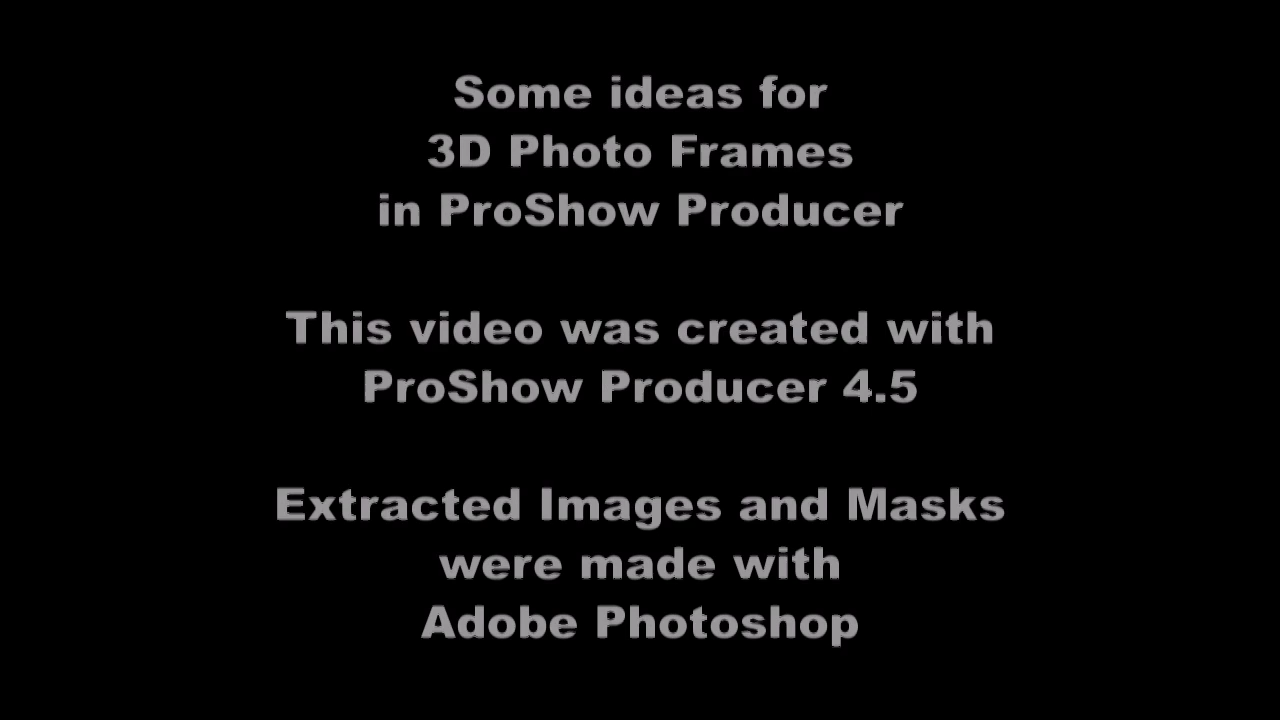 Some ideas for
3D Photo Frames
in ProShow Producer
This video was created with
ProShow Producer 4.5
Extracted Images and Masks
were made with
Adobe Photoshop